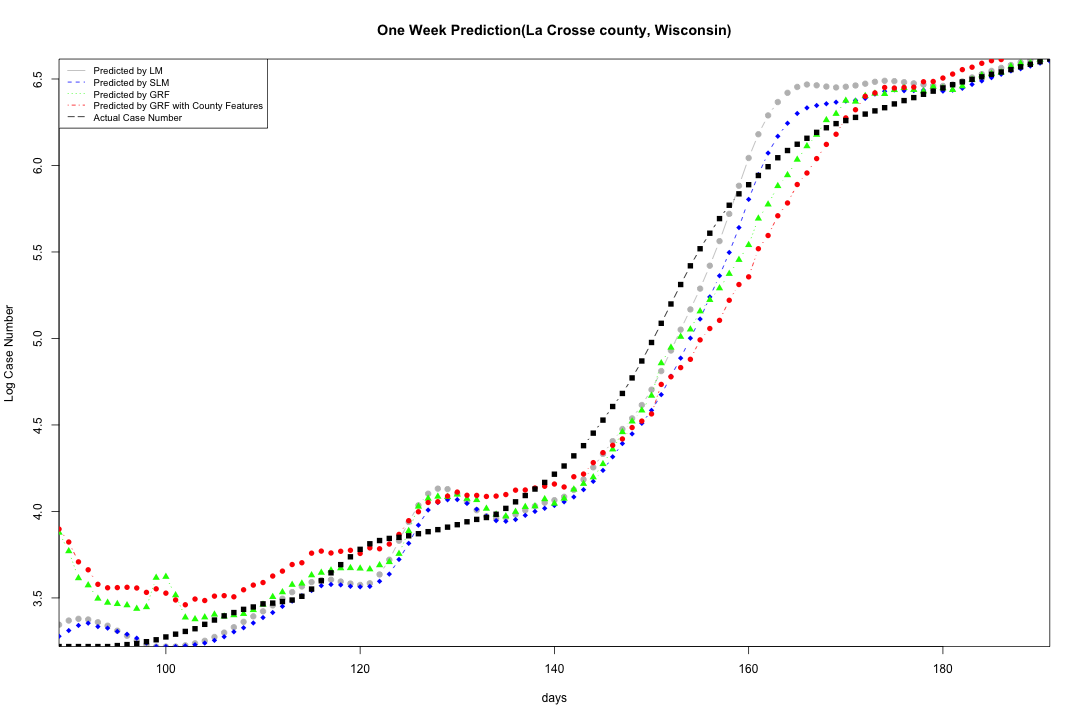 One Week Prediction(La Crosse county, Wisconsin)
Predicted by LM
Predicted by SLM
Predicted by GRF
Predicted by GRF with County Features
Actual Case Number
Log Case Number
6.5
6.0
5.5
5.0
4.5
4.0
3.5
100 120 140 160 180
days